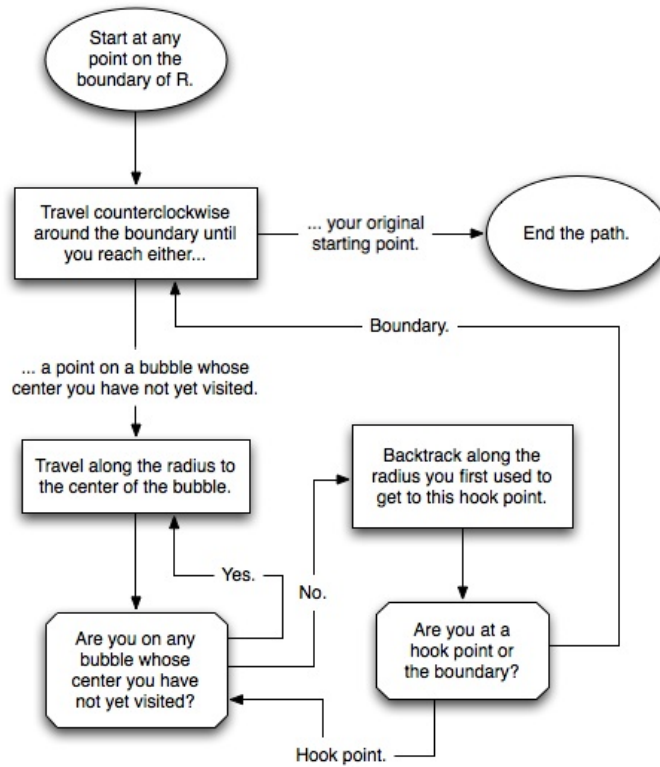 Start at any
point on the
boundary of R.
Travel counterclockwise
around the boundary until
you reach either...
... your original
starting point.
End the path.
Boundary.
... a point on a bubble whose
center you have not yet visited.
Travel along the radius to
the center of the bubble.
Backtrack along the
radius you first used to
get to this hook point.
Yes.
No.
Are you on any
bubble whose
center you have
not yet visited?
Are you at a
hook point or
the boundary?
Hook point.